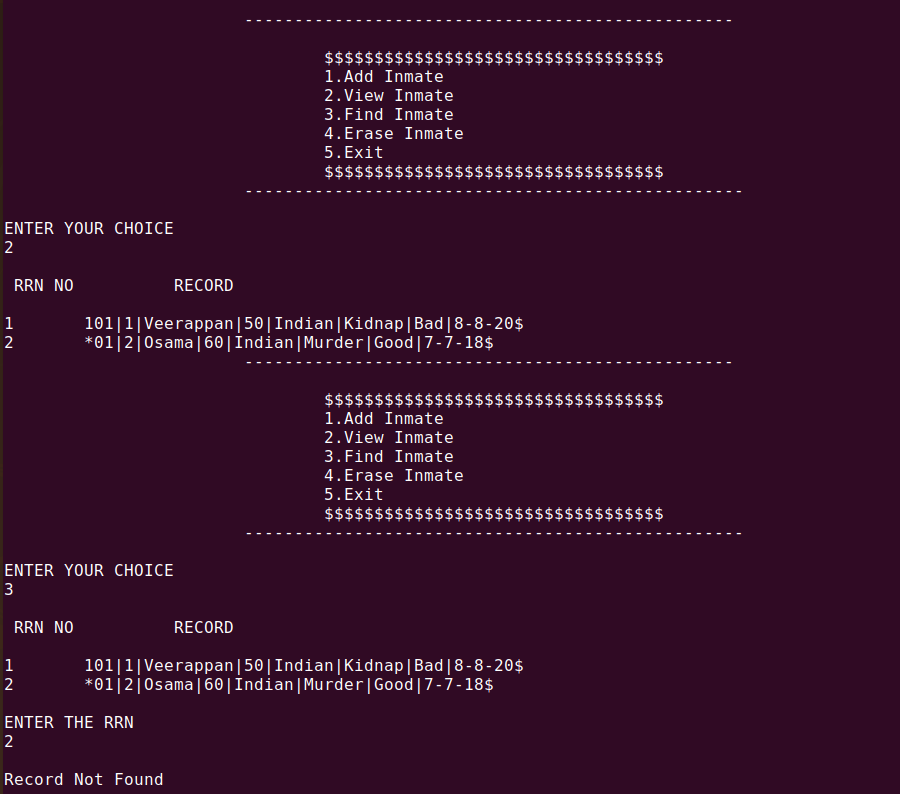 -------------------------------------------------
$$$$$$$$$$$$$$$$$$$$$$$$$$$$$$$$$$
1.Add Inmate
2.View Inmate
3.Find Inmate
4.Erase Inmate
5.Exit
$$$$$$$$$$$$$$$$$$$$$$$$$$$$$$$$$$
--------------------------------------------------
ENTER YOUR CHOICE
2
RRN NO          RECORD
1       101|1|Veerappan|50|Indian|Kidnap|Bad|8-8-20$
2       *01|2|Osama|60|Indian|Murder|Good|7-7-18$
-------------------------------------------------
$$$$$$$$$$$$$$$$$$$$$$$$$$$$$$$$$$
1.Add Inmate
2.View Inmate
3.Find Inmate
4.Erase Inmate
5.Exit
$$$$$$$$$$$$$$$$$$$$$$$$$$$$$$$$$$
--------------------------------------------------
ENTER YOUR CHOICE
3
RRN NO          RECORD
1       101|1|Veerappan|50|Indian|Kidnap|Bad|8-8-20$
2       *01|2|Osama|60|Indian|Murder|Good|7-7-18$
ENTER THE RRN
2
Record Not Found